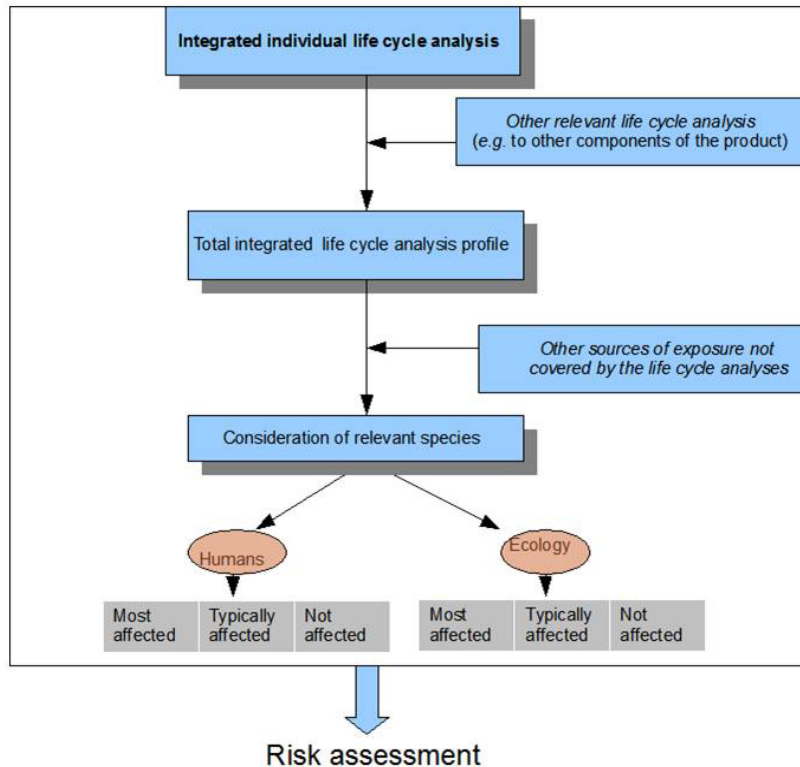 Integrated individual life cycle analysis
Other relevant life cycle analysis
(e.g. to other components of the product)
Total integrated life cycle analysis profile
Other sources of exposure not
covered by the life cycle analyses
Consideration of relevant species
Humans
Ecology
Most
affected
Typically
affected
Not
affected
Most
affected
Typically
affected
Not
affected
Risk assessment